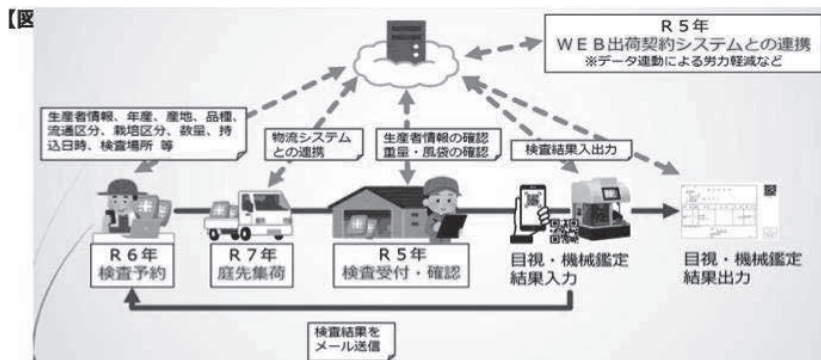 【図
R5年
WEB出荷契約システムとの連携
※データ連動による労力軽減など
生産者情報、年産、産地、品種、
流通区分、栽培区分、数量、持
込日時、検査場所 等
物流システム
との連携
生産者情報の確認
重量・風袋の確認
検査結果入出力
R6年
検査予約
R7年
庭先集荷
R5年
検査受付・確認
目視・機械鑑定
結果入力
目視・機械鑑定
結果出力
検査結果を
メール送信